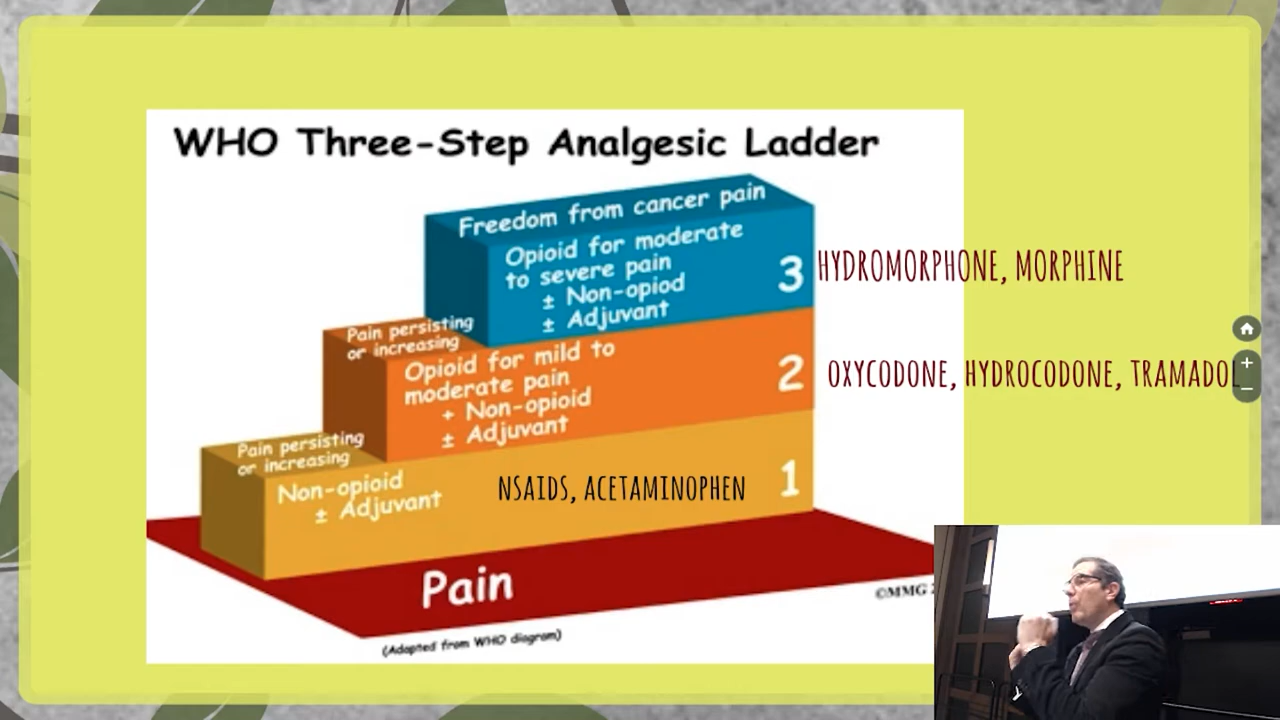 WHO Three-Step Analgesic Ladder
Freedom from cancer pain
Opioid for moderate
to severe pain
± Non-opiod
± Adjuvant
3
HYDROMORPHONE, MORPHINE
Pain persisting
or increasing
Opioid for mild to
moderate pain
+ Non-opioid
± Adjuvant
2
OXYCODONE, HYDROCODONE, TRAMADOL
Pain persisting
or increasing
Non-opioid
± Adjuvant
NSAIDS, ACETAMINOPHEN
1
Pain
©MMG
(Adapted from WHO diagram)